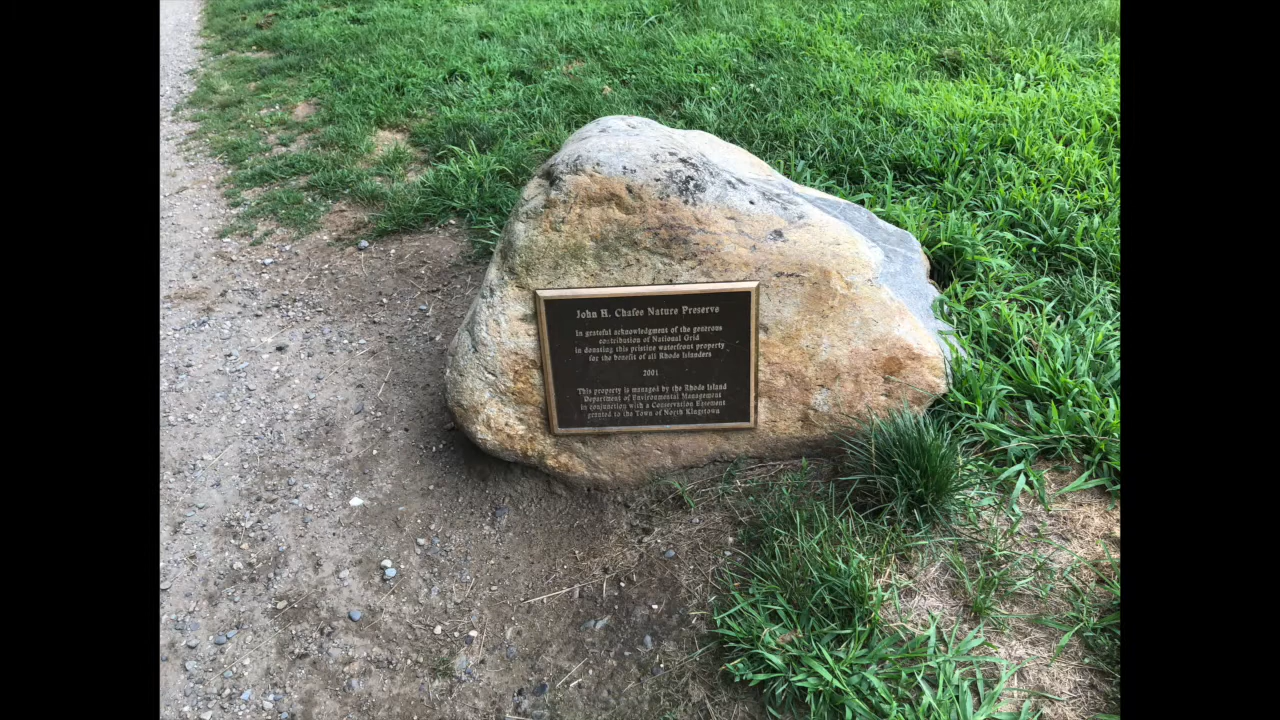 John H. Chafee Nature Preserve
In grateful acknowledgment of the generous
contribution of National Grid
in donating this pristine waterfront property
for the benefit of all Rhode Islanders
2001
This property is managed by the Rhode Island
Department of Environmental Management
in conjunction with a Conservation Easement
granted to the Town of North Kingstown